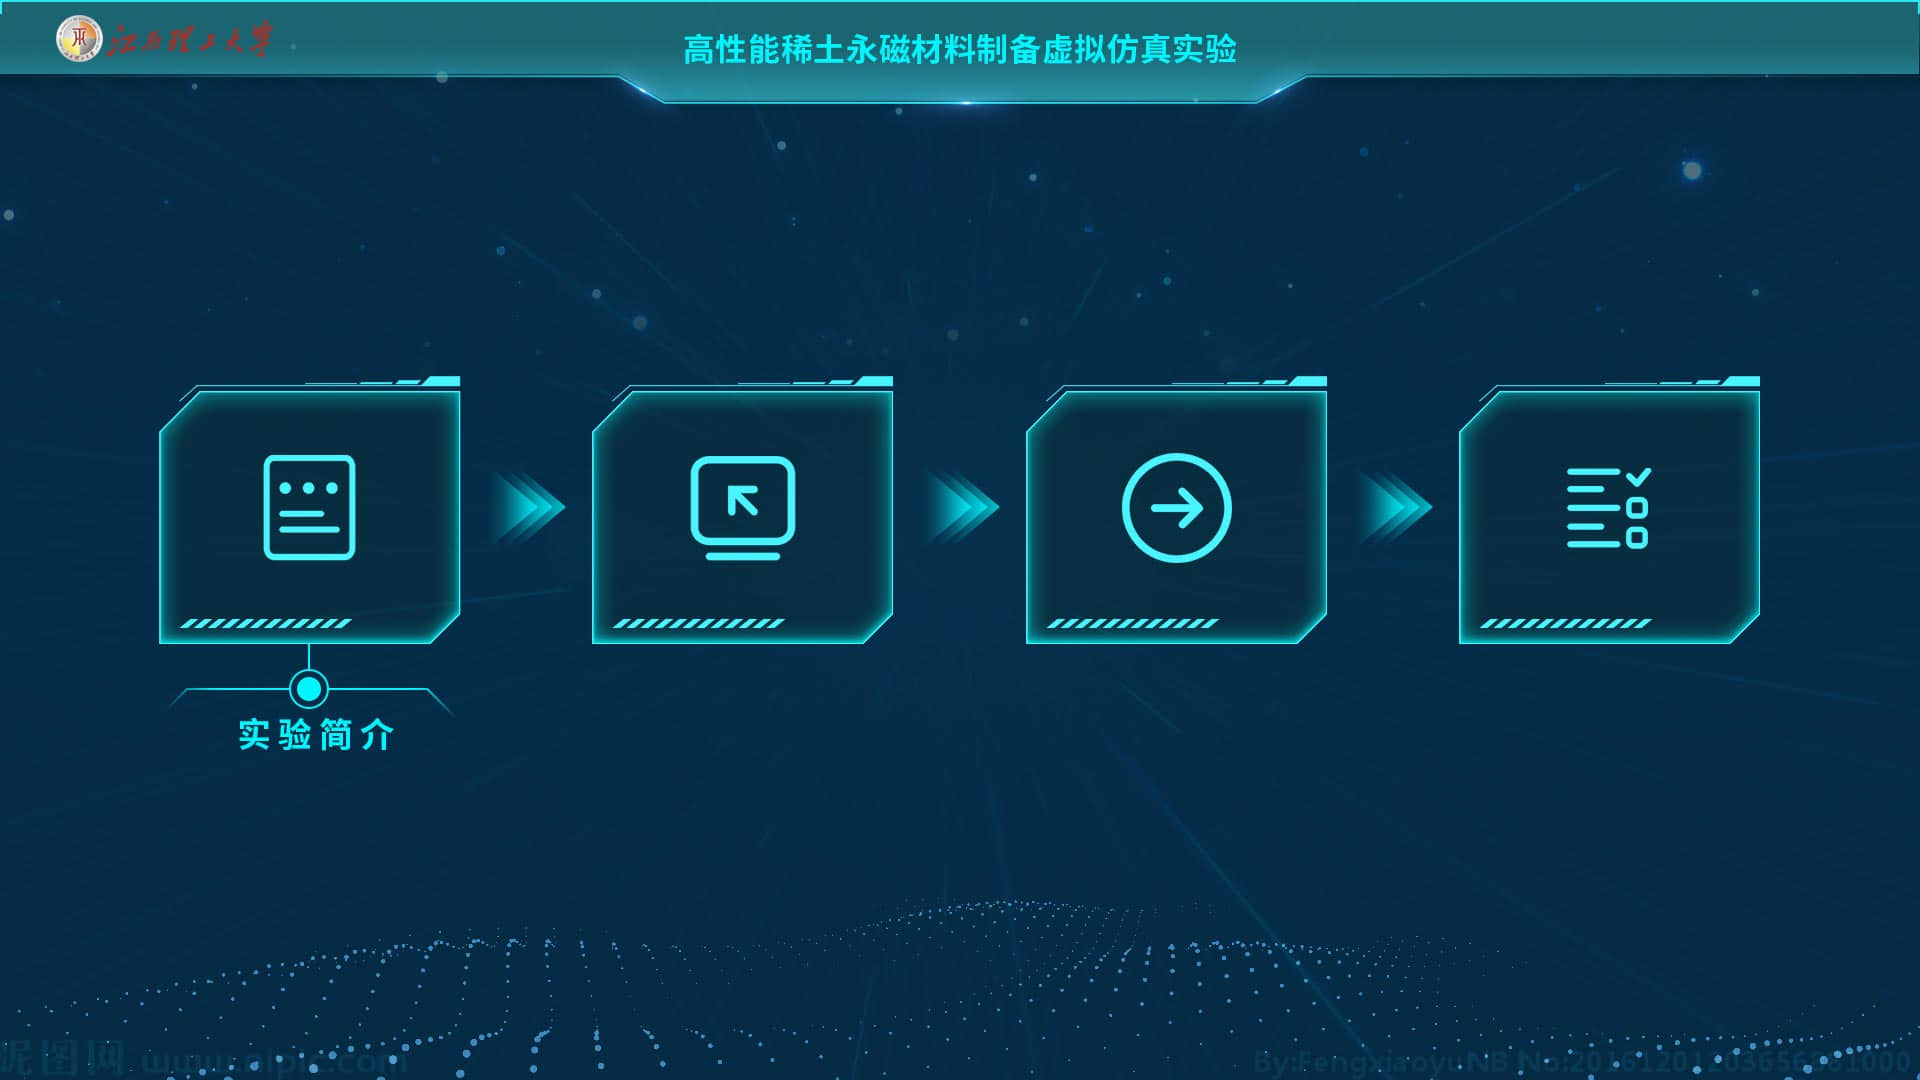 江西理工大学
高性能稀土永磁材料制备虚拟仿真实验
实验简介
昵图网 www.nipic.com
By:FengxiaoyuNB No:20161201203656881000